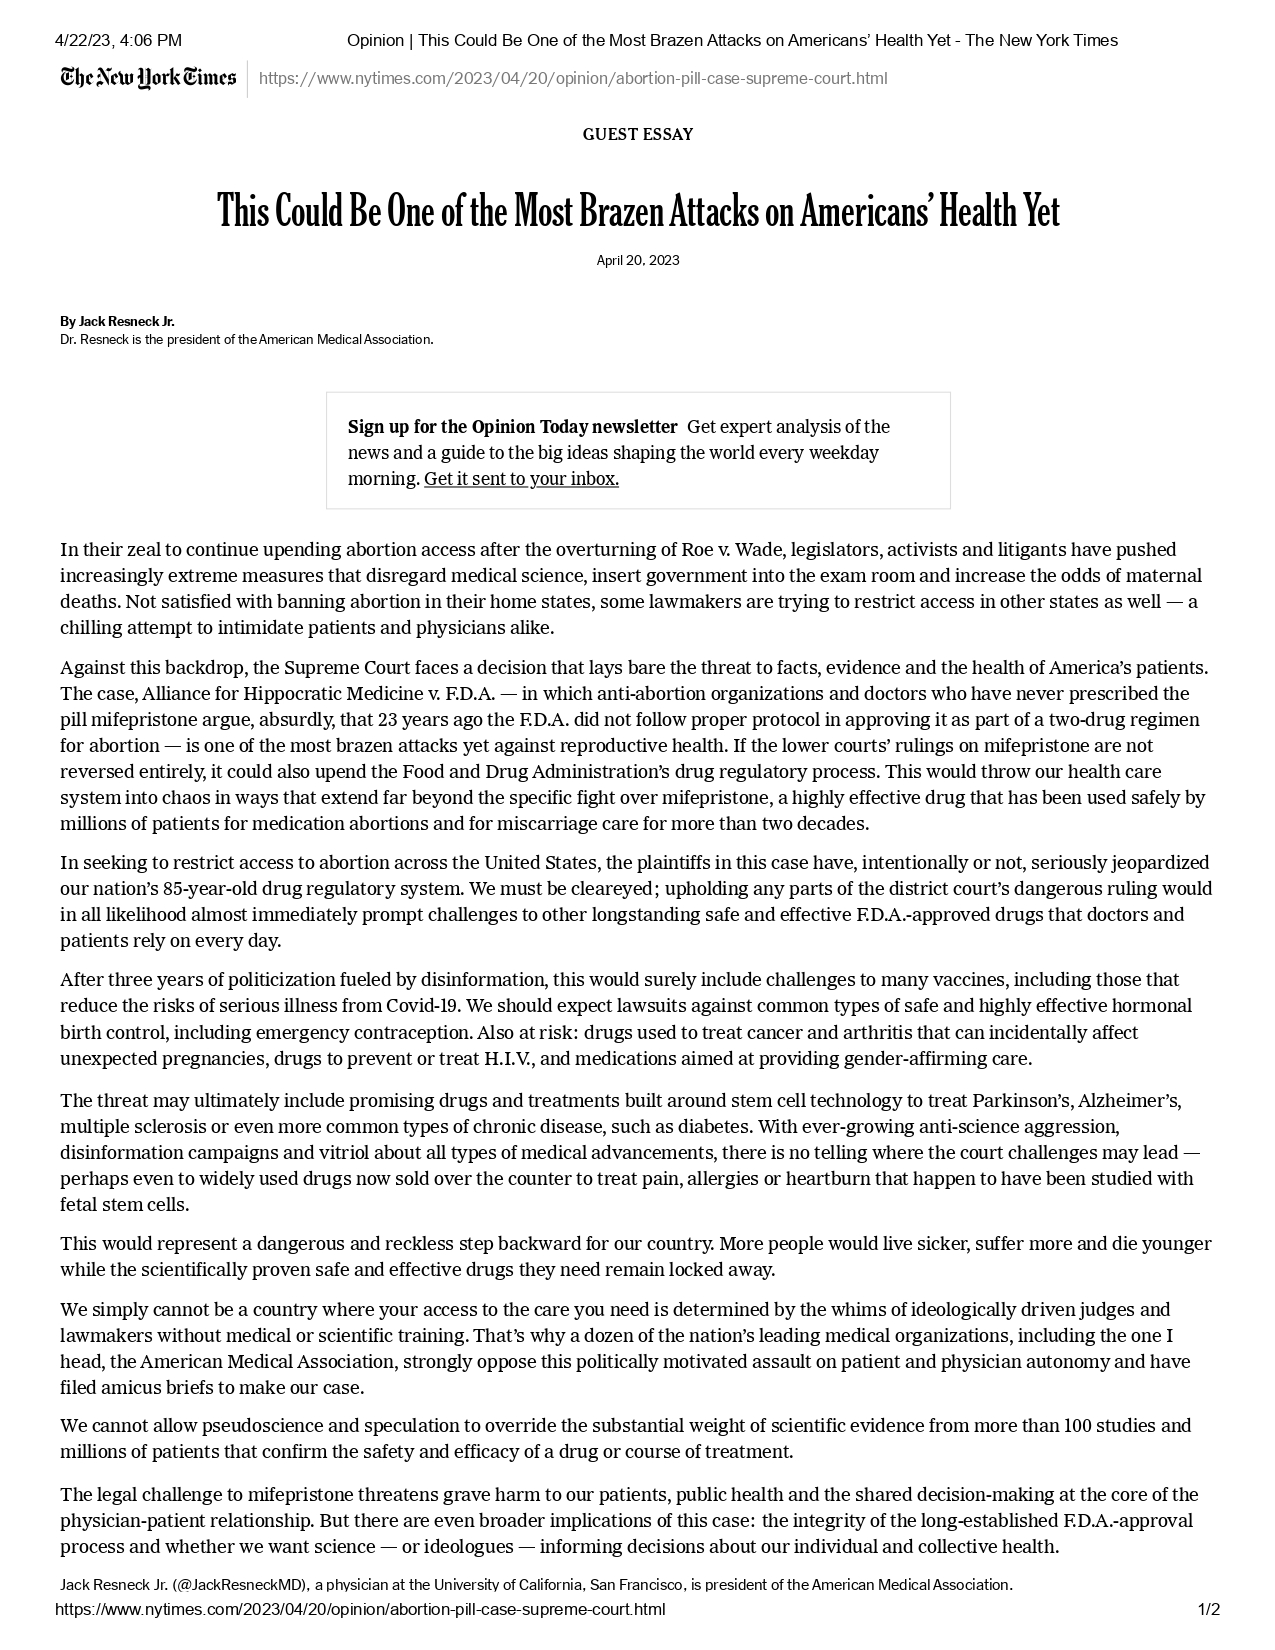 4/22/23, 4:06 PM
Opinion | This Could Be One of the Most Brazen Attacks on Americans’ Health Yet - The New York Times
The New York Times
https://www.nytimes.com/2023/04/20/opinion/abortion-pill-case-supreme-court.html
GUEST ESSAY
This Could Be One of the Most Brazen Attacks on Americans’ Health Yet
April 20, 2023
By Jack Resneck Jr.
Dr. Resneck is the president of the American Medical Association.
Sign up for the Opinion Today newsletter Get expert analysis of the
news and a guide to the big ideas shaping the world every weekday
morning. Get it sent to your inbox.
In their zeal to continue upending abortion access after the overturning of Roe v. Wade, legislators, activists and litigants have pushed
increasingly extreme measures that disregard medical science, insert government into the exam room and increase the odds of maternal
deaths. Not satisfied with banning abortion in their home states, some lawmakers are trying to restrict access in other states as well — a
chilling attempt to intimidate patients and physicians alike.
Against this backdrop, the Supreme Court faces a decision that lays bare the threat to facts, evidence and the health of America’s patients.
The case, Alliance for Hippocratic Medicine v. F.D.A. — in which anti-abortion organizations and doctors who have never prescribed the
pill mifepristone argue, absurdly, that 23 years ago the F.D.A. did not follow proper protocol in approving it as part of a two-drug regimen
for abortion — is one of the most brazen attacks yet against reproductive health. If the lower courts’ rulings on mifepristone are not
reversed entirely, it could also upend the Food and Drug Administration’s drug regulatory process. This would throw our health care
system into chaos in ways that extend far beyond the specific fight over mifepristone, a highly effective drug that has been used safely by
millions of patients for medication abortions and for miscarriage care for more than two decades.
In seeking to restrict access to abortion across the United States, the plaintiffs in this case have, intentionally or not, seriously jeopardized
our nation’s 85-year-old drug regulatory system. We must be cleareyed; upholding any parts of the district court’s dangerous ruling would
in all likelihood almost immediately prompt challenges to other longstanding safe and effective F.D.A.-approved drugs that doctors and
patients rely on every day.
After three years of politicization fueled by disinformation, this would surely include challenges to many vaccines, including those that
reduce the risks of serious illness from Covid-19. We should expect lawsuits against common types of safe and highly effective hormonal
birth control, including emergency contraception. Also at risk: drugs used to treat cancer and arthritis that can incidentally affect
unexpected pregnancies, drugs to prevent or treat H.I.V., and medications aimed at providing gender-affirming care.
The threat may ultimately include promising drugs and treatments built around stem cell technology to treat Parkinson’s, Alzheimer’s,
multiple sclerosis or even more common types of chronic disease, such as diabetes. With ever-growing anti-science aggression,
disinformation campaigns and vitriol about all types of medical advancements, there is no telling where the court challenges may lead —
perhaps even to widely used drugs now sold over the counter to treat pain, allergies or heartburn that happen to have been studied with
fetal stem cells.
This would represent a dangerous and reckless step backward for our country. More people would live sicker, suffer more and die younger
while the scientifically proven safe and effective drugs they need remain locked away.
We simply cannot be a country where your access to the care you need is determined by the whims of ideologically driven judges and
lawmakers without medical or scientific training. That’s why a dozen of the nation’s leading medical organizations, including the one I
head, the American Medical Association, strongly oppose this politically motivated assault on patient and physician autonomy and have
filed amicus briefs to make our case.
We cannot allow pseudoscience and speculation to override the substantial weight of scientific evidence from more than 100 studies and
millions of patients that confirm the safety and efficacy of a drug or course of treatment.
The legal challenge to mifepristone threatens grave harm to our patients, public health and the shared decision-making at the core of the
physician-patient relationship. But there are even broader implications of this case: the integrity of the long-established F.D.A.-approval
process and whether we want science — or ideologues — informing decisions about our individual and collective health.
Jack Resneck Jr. (@JackResneckMD), a physician at the University of California, San Francisco, is president of the American Medical Association.
https://www.nytimes.com/2023/04/20/opinion/abortion-pill-case-supreme-court.html
1/2